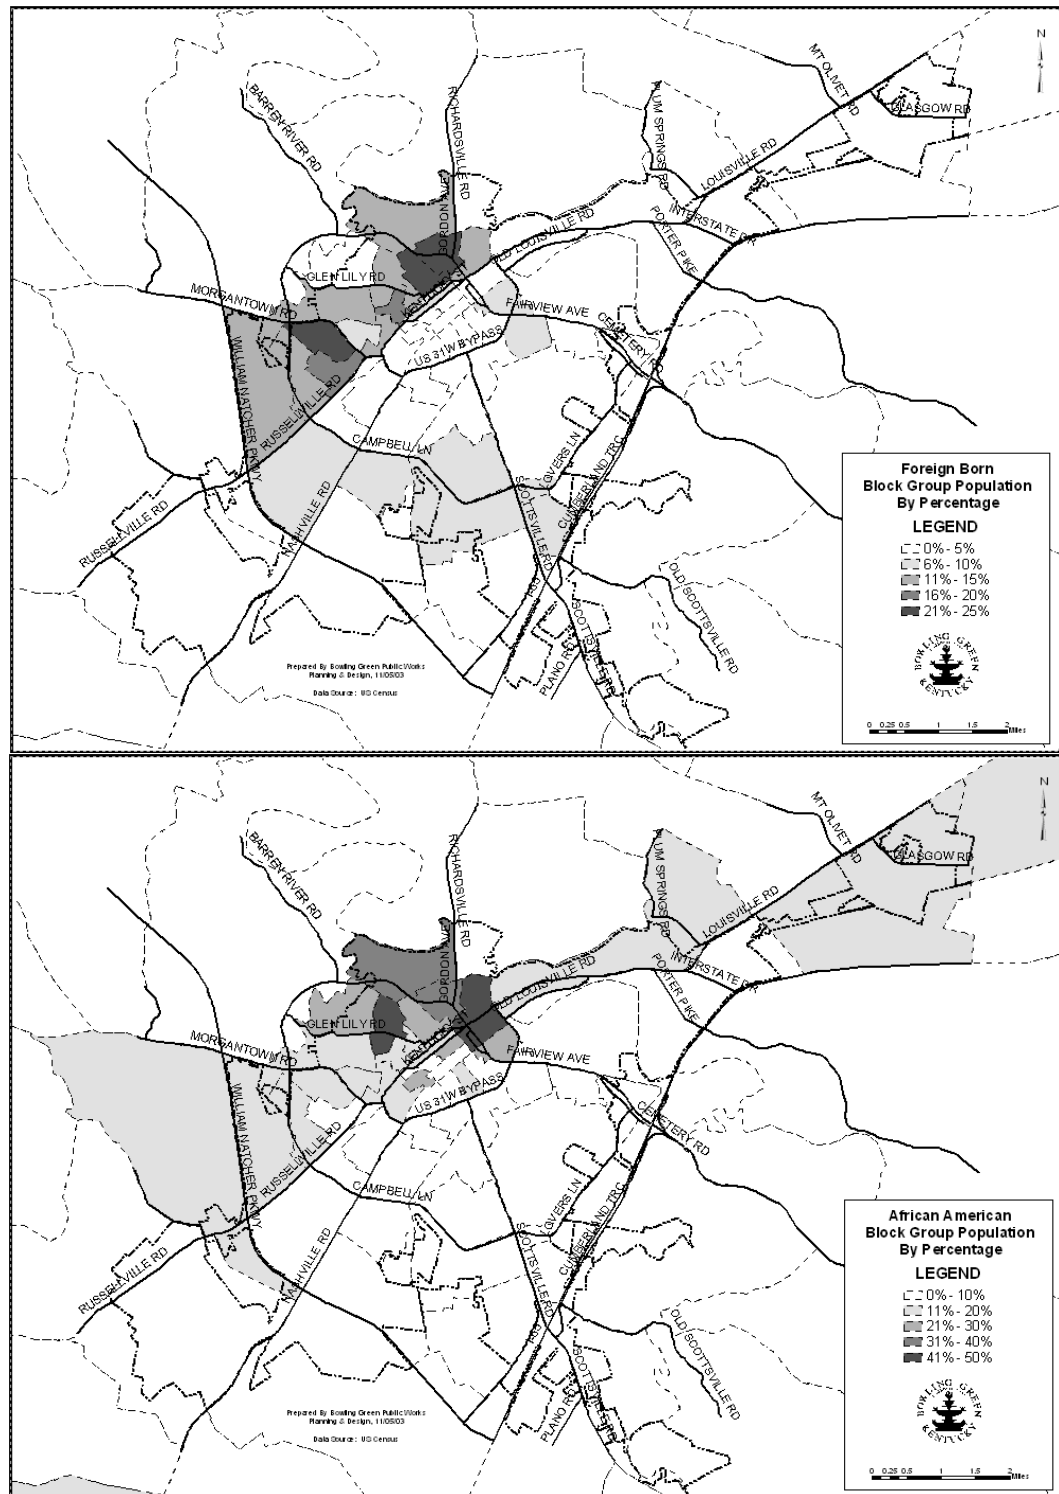 N
MT OLIVET RD
GLASGOW RD
BARREN RIVER RD
RICHARDSVILLE RD
PLUM SPRINGS RD
LOUISVILLE RD
GORDON AVE
OLD LOUISVILLE RD
INTERSTATE DR
PORTER PIKE
GLEN LILY RD
KENTUCKY ST
MORGANTOWN RD
FAIRVIEW AVE
CEMETERY RD
US 31W BYPASS
WILLIAM NATCHER PKWY
RUSSELLVILLE RD
CAMPBELL LN
LOVERS LN
CUMBERLAND TRC
SCOTTSVILLE RD
NASHVILLE RD
RUSSELLVILLE RD
OLD SCOTTSVILLE RD
SCOTTSVILLE RD
PLANO RD
Prepared By Bowling Green Public Works
Planning & Design, 11/05/03
Data Source: US Census
Foreign Born
Block Group Population
By Percentage
LEGEND
0% - 5%
6% - 10%
11% - 15%
16% - 20%
21% - 25%
BOWLING GREEN
KENTUCKY
0 0.25 0.5 1 1.5 2
Miles
N
MT OLIVET RD
GLASGOW RD
BARREN RIVER RD
RICHARDSVILLE RD
PLUM SPRINGS RD
LOUISVILLE RD
GORDON AVE
OLD LOUISVILLE RD
INTERSTATE DR
PORTER PIKE
GLEN LILY RD
KENTUCKY ST
MORGANTOWN RD
FAIRVIEW AVE
CEMETERY RD
US 31W BYPASS
WILLIAM NATCHER PKWY
RUSSELLVILLE RD
CAMPBELL LN
LOVERS LN
CUMBERLAND TRC
SCOTTSVILLE RD
NASHVILLE RD
RUSSELLVILLE RD
OLD SCOTTSVILLE RD
SCOTTSVILLE RD
PLANO RD
Prepared By Bowling Green Public Works
Planning & Design, 11/05/03
Data Source: US Census
African American
Block Group Population
By Percentage
LEGEND
0% - 10%
11% - 20%
21% - 30%
31% - 40%
41% - 50%
BOWLING GREEN
KENTUCKY
0 0.25 0.5 1 1.5 2
Miles